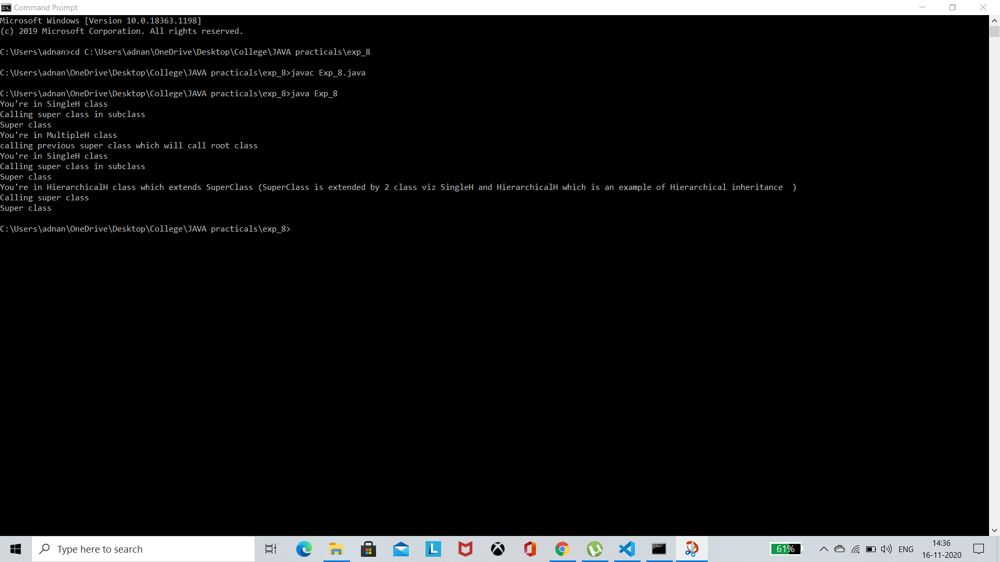 Command Prompt
Microsoft Windows [Version 10.0.18363.1198]
(c) 2019 Microsoft Corporation. All rights reserved.
C:\Users\adnan>cd C:\Users\adnan\OneDrive\Desktop\College\JAVA practicals\exp_8
C:\Users\adnan\OneDrive\Desktop\College\JAVA practicals\exp_8>javac Exp_8.java
C:\Users\adnan\OneDrive\Desktop\College\JAVA practicals\exp_8>java Exp_8
You're in SingleH class
Calling super class in subclass
Super class
You're in MultipleH class
calling previous super class which will call root class
You're in SingleH class
Calling super class in subclass
Super class
You're in HierarchicalH class which extends SuperClass (SuperClass is extended by 2 class viz SingleH and HierarchicalH which is an example of Hierarchical inheritance  )
Calling super class
Super class
C:\Users\adnan\OneDrive\Desktop\College\JAVA practicals\exp_8>
Type here to search
L
61%
ENG
14:36
16-11-2020